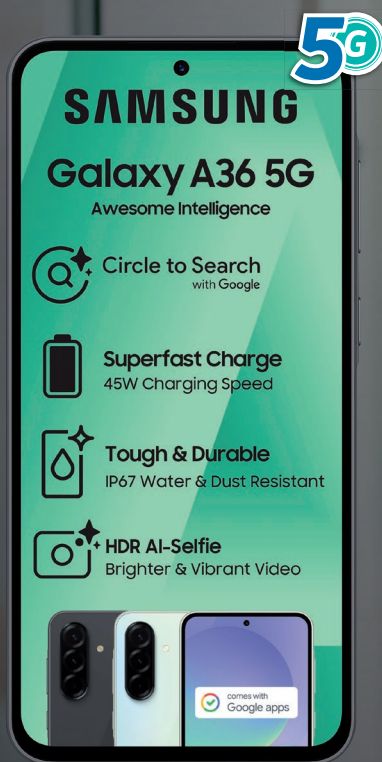 5G
SAMSUNG
Galaxy A36 5G
Awesome Intelligence
Circle to Search
with Google
Superfast Charge
45W Charging Speed
Tough & Durable
IP67 Water & Dust Resistant
HDR AI-Selfie
Brighter & Vibrant Video
comes with
Google apps